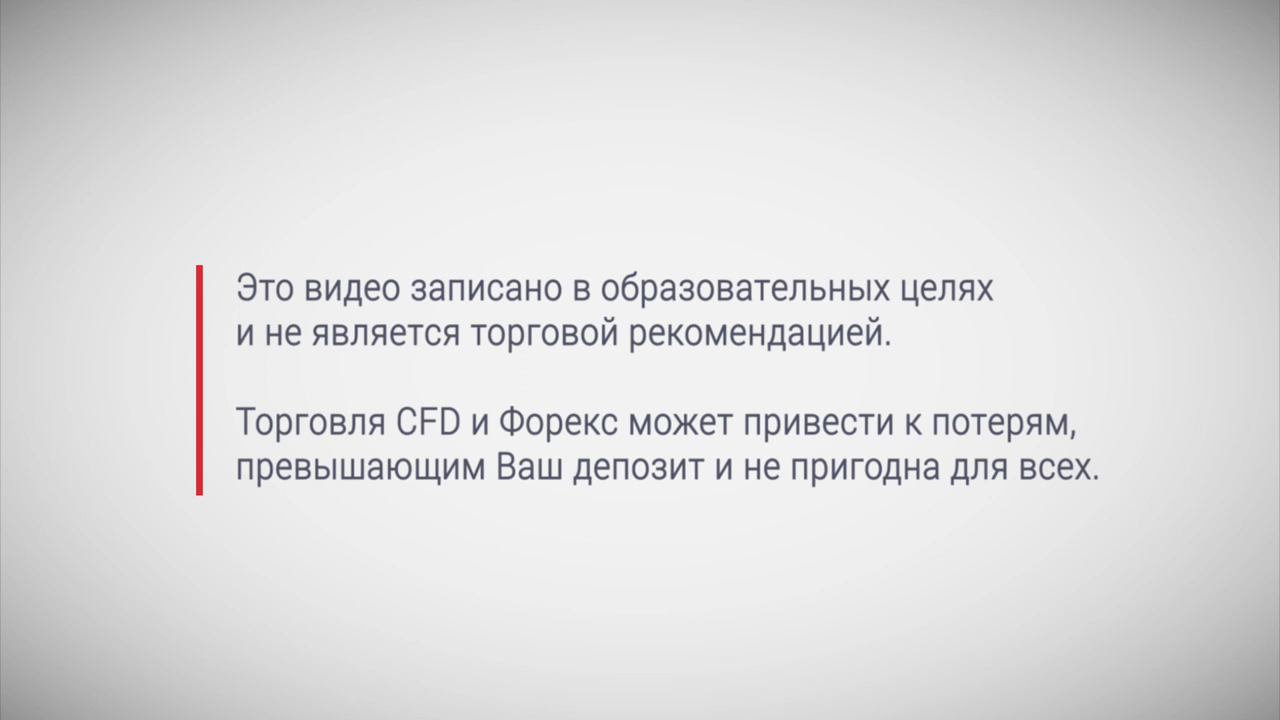 Это видео записано в образовательных целях
и не является торговой рекомендацией.
Торговля CFD и Форекс может привести к потерям,
превышающим Ваш депозит и не пригодна для всех.